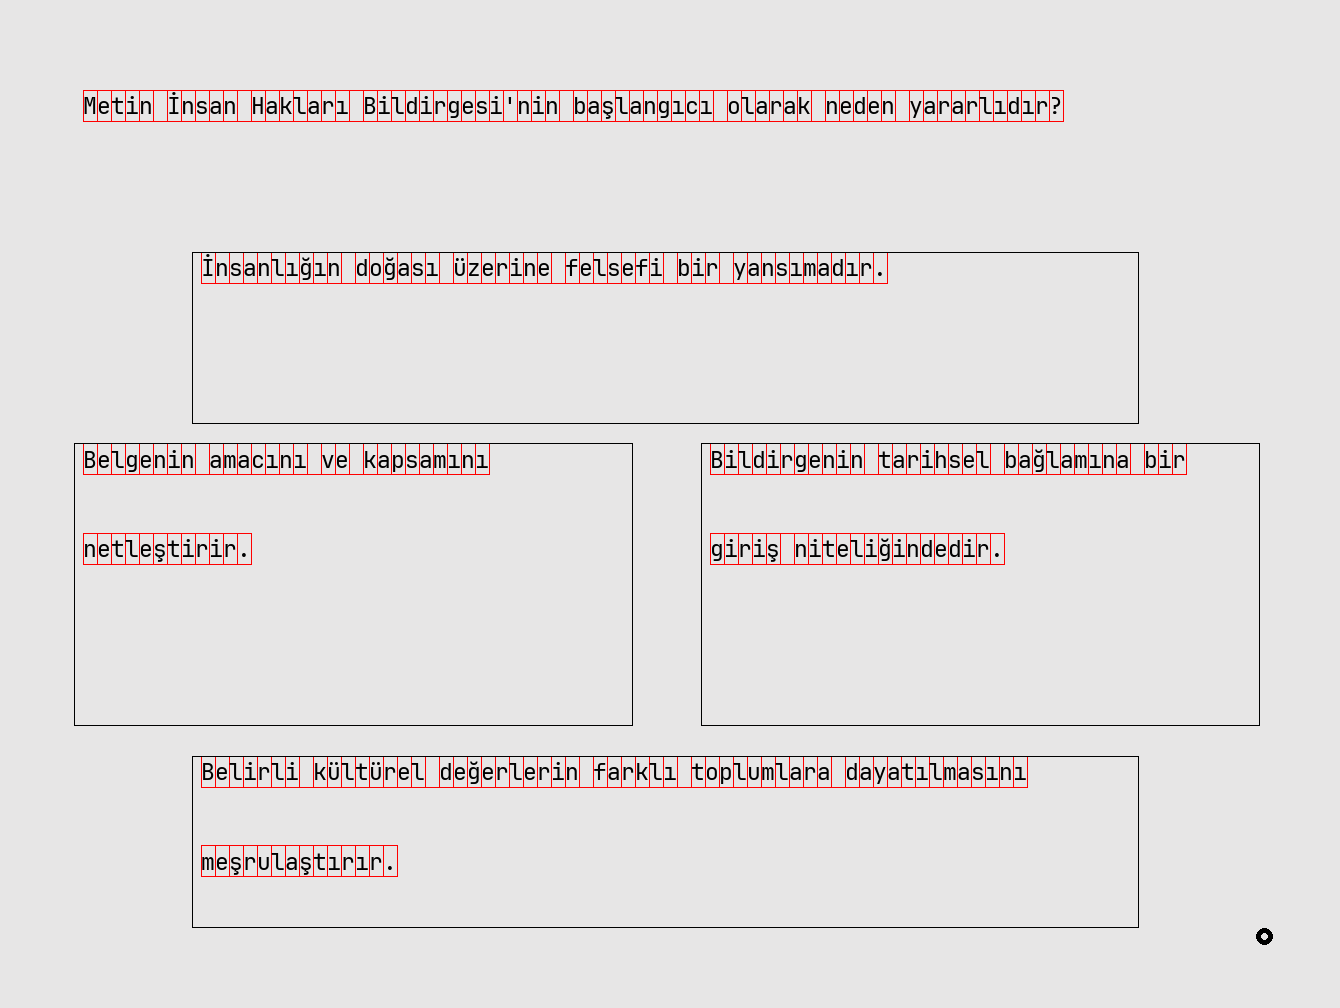 Metin İnsan Hakları Bildirgesi'nin başlangıcı olarak neden yararlıdır?
İnsanlığın doğası üzerine felsefi bir yansımadır.
Belgenin amacını ve kapsamını
netleştirir.
Bildirgenin tarihsel bağlamına bir
giriş niteliğindedir.
Belirli kültürel değerlerin farklı toplumlara dayatılmasını
meşrulaştırır.